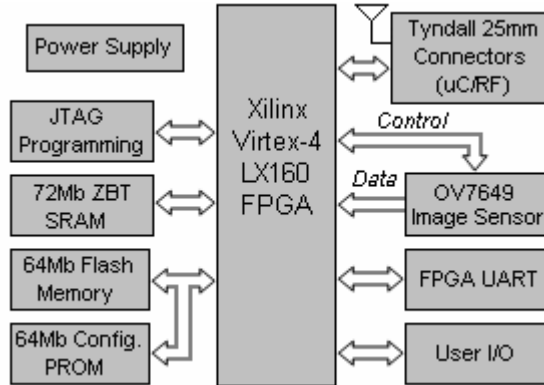 Power Supply
JTAG
Programming
72Mb ZBT
SRAM
64Mb Flash
Memory
64Mb Config.
PROM
Xilinx
Virtex-4
LX160
FPGA
Tyndall 25mm
Connectors
(uC/RF)
Control
Data
OV7649
Image Sensor
FPGA UART
User I/O